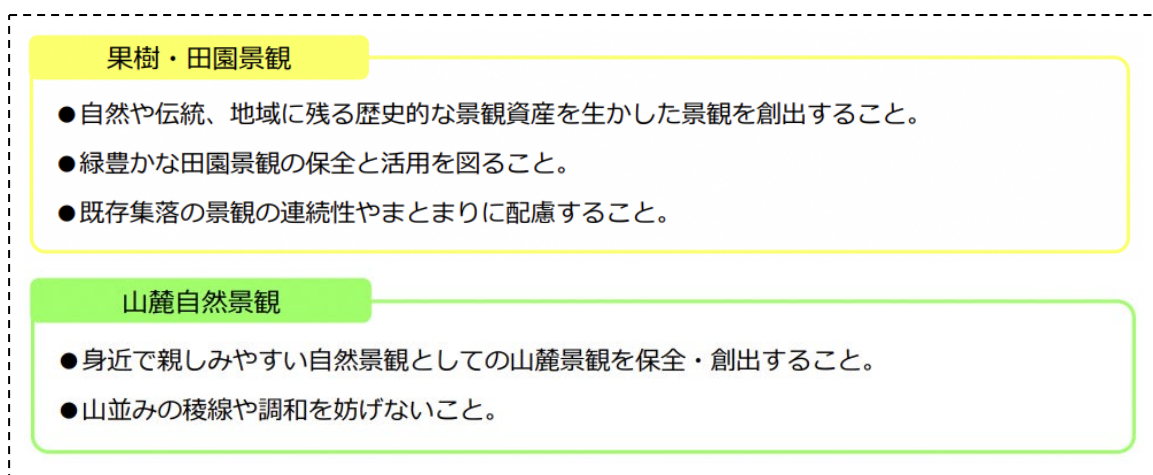 果樹・田園景観
●自然や伝統、地域に残る歴史的な景観資産を生かした景観を創出すること。
●緑豊かな田園景観の保全と活用を図ること。
●既存集落の景観の連続性やまとまりに配慮すること。
山麓自然景観
●身近で親しみやすい自然景観としての山麓景観を保全・創出すること。
●山並みの稜線や調和を妨げないこと。